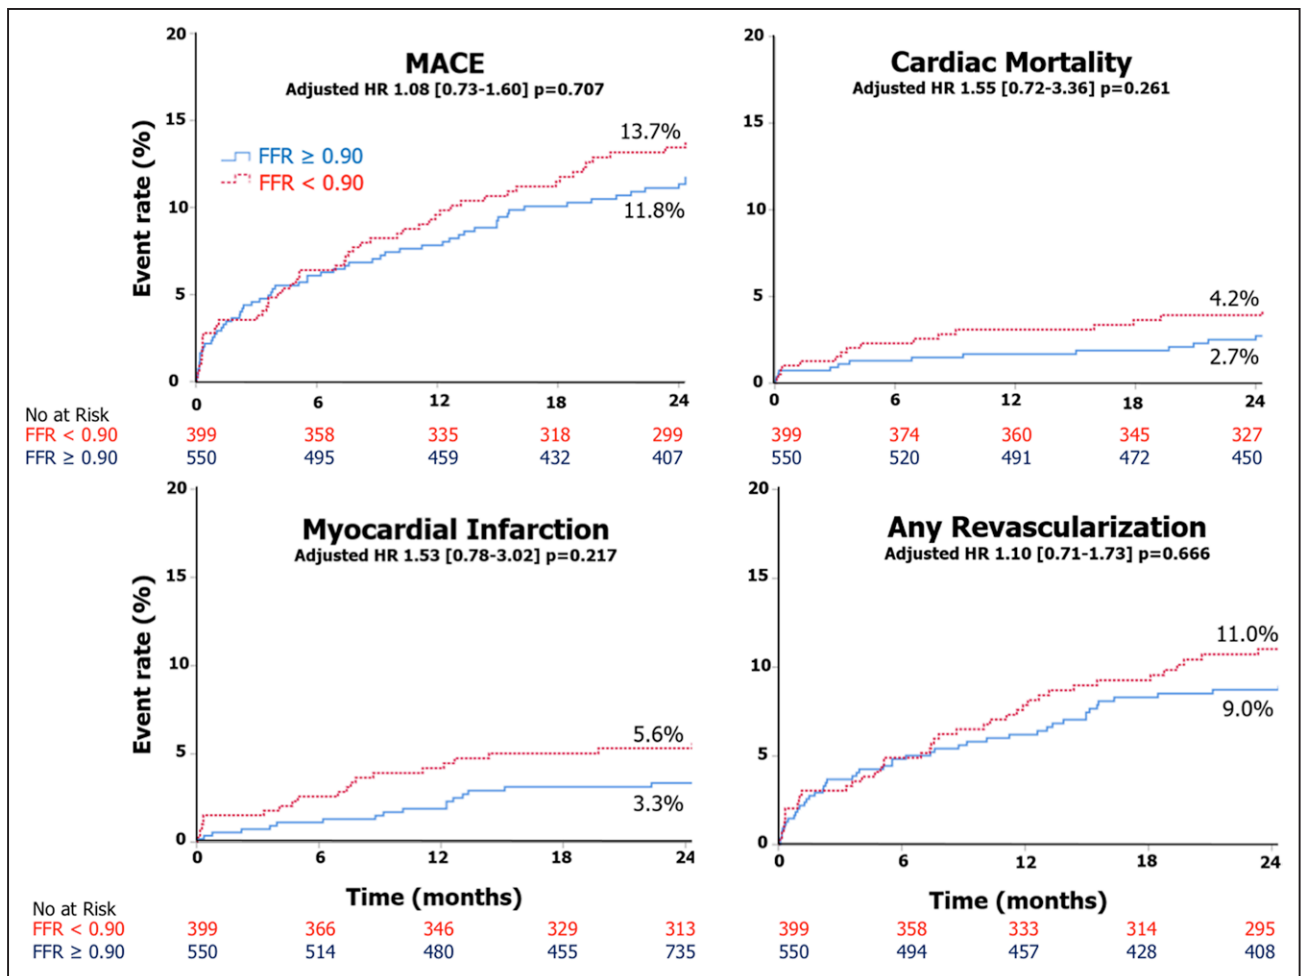 MACE
Adjusted HR 1.08 [0.73-1.60] p=0.707
Event rate (%)
20
15
10
5
0
FFR ≥ 0.90
FFR < 0.90
13.7%
11.8%
0 6 12 18 24
Cardiac Mortality
Adjusted HR 1.55 [0.72-3.36] p=0.261
20
15
10
5
0
4.2%
2.7%
0 6 12 18 24
No at Risk
FFR < 0.90 399 358 335 318 299 399 374 360 345 327
FFR ≥ 0.90 550 495 459 432 407 550 520 491 472 450
Myocardial Infarction
Adjusted HR 1.53 [0.78-3.02] p=0.217
Event rate (%)
20
15
10
5
0
5.6%
3.3%
0 6 12 18 24
Time (months)
Any Revascularization
Adjusted HR 1.10 [0.71-1.73] p=0.666
20
15
10
5
0
11.0%
9.0%
0 6 12 18 24
Time (months)
No at Risk
FFR < 0.90 399 366 346 329 313 399 358 333 314 295
FFR ≥ 0.90 550 514 480 455 735 550 494 457 428 408